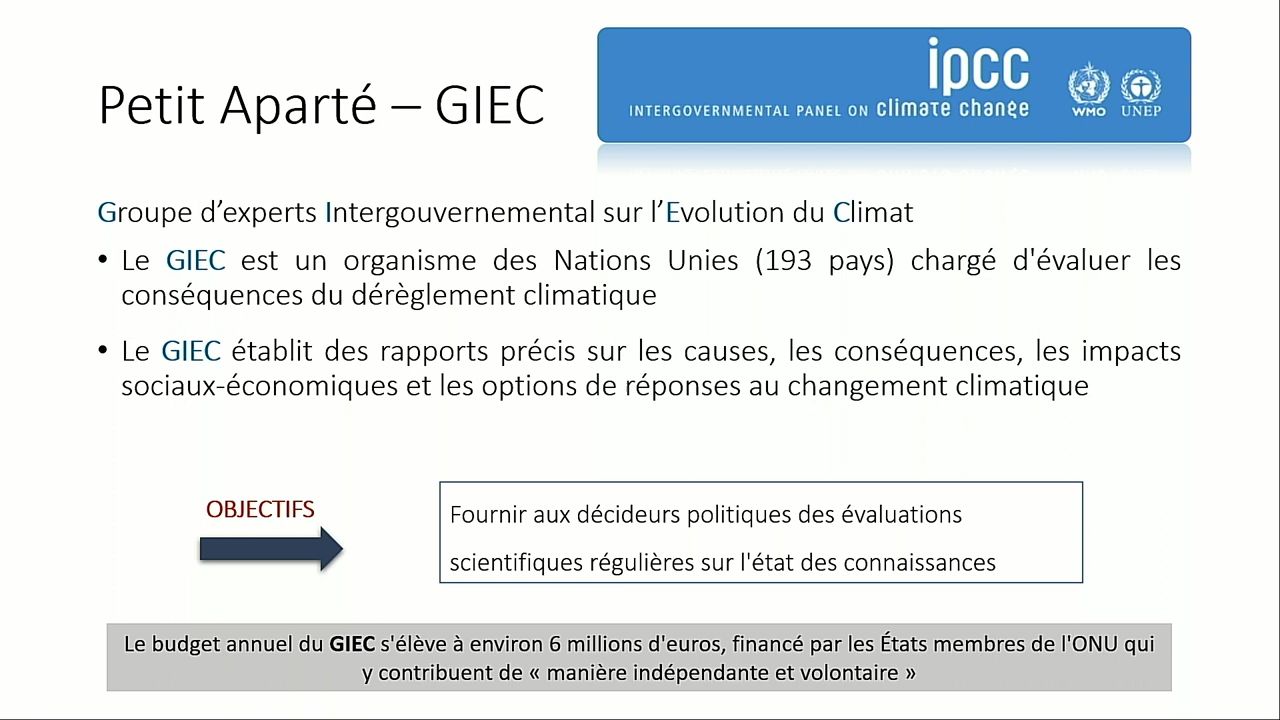 Petit Aparté – GIEC
ipcc
INTERGOVERNMENTAL PANEL ON climate change
WMO
UNEP
Groupe d’experts Intergouvernemental sur l’Evolution du Climat
• Le GIEC est un organisme des Nations Unies (193 pays) chargé d'évaluer les
conséquences du dérèglement climatique
• Le GIEC établit des rapports précis sur les causes, les conséquences, les impacts
sociaux-économiques et les options de réponses au changement climatique
OBJECTIFS
Fournir aux décideurs politiques des évaluations
scientifiques régulières sur l'état des connaissances
Le budget annuel du GIEC s'élève à environ 6 millions d'euros, financé par les États membres de l'ONU qui
y contribuent de « manière indépendante et volontaire »